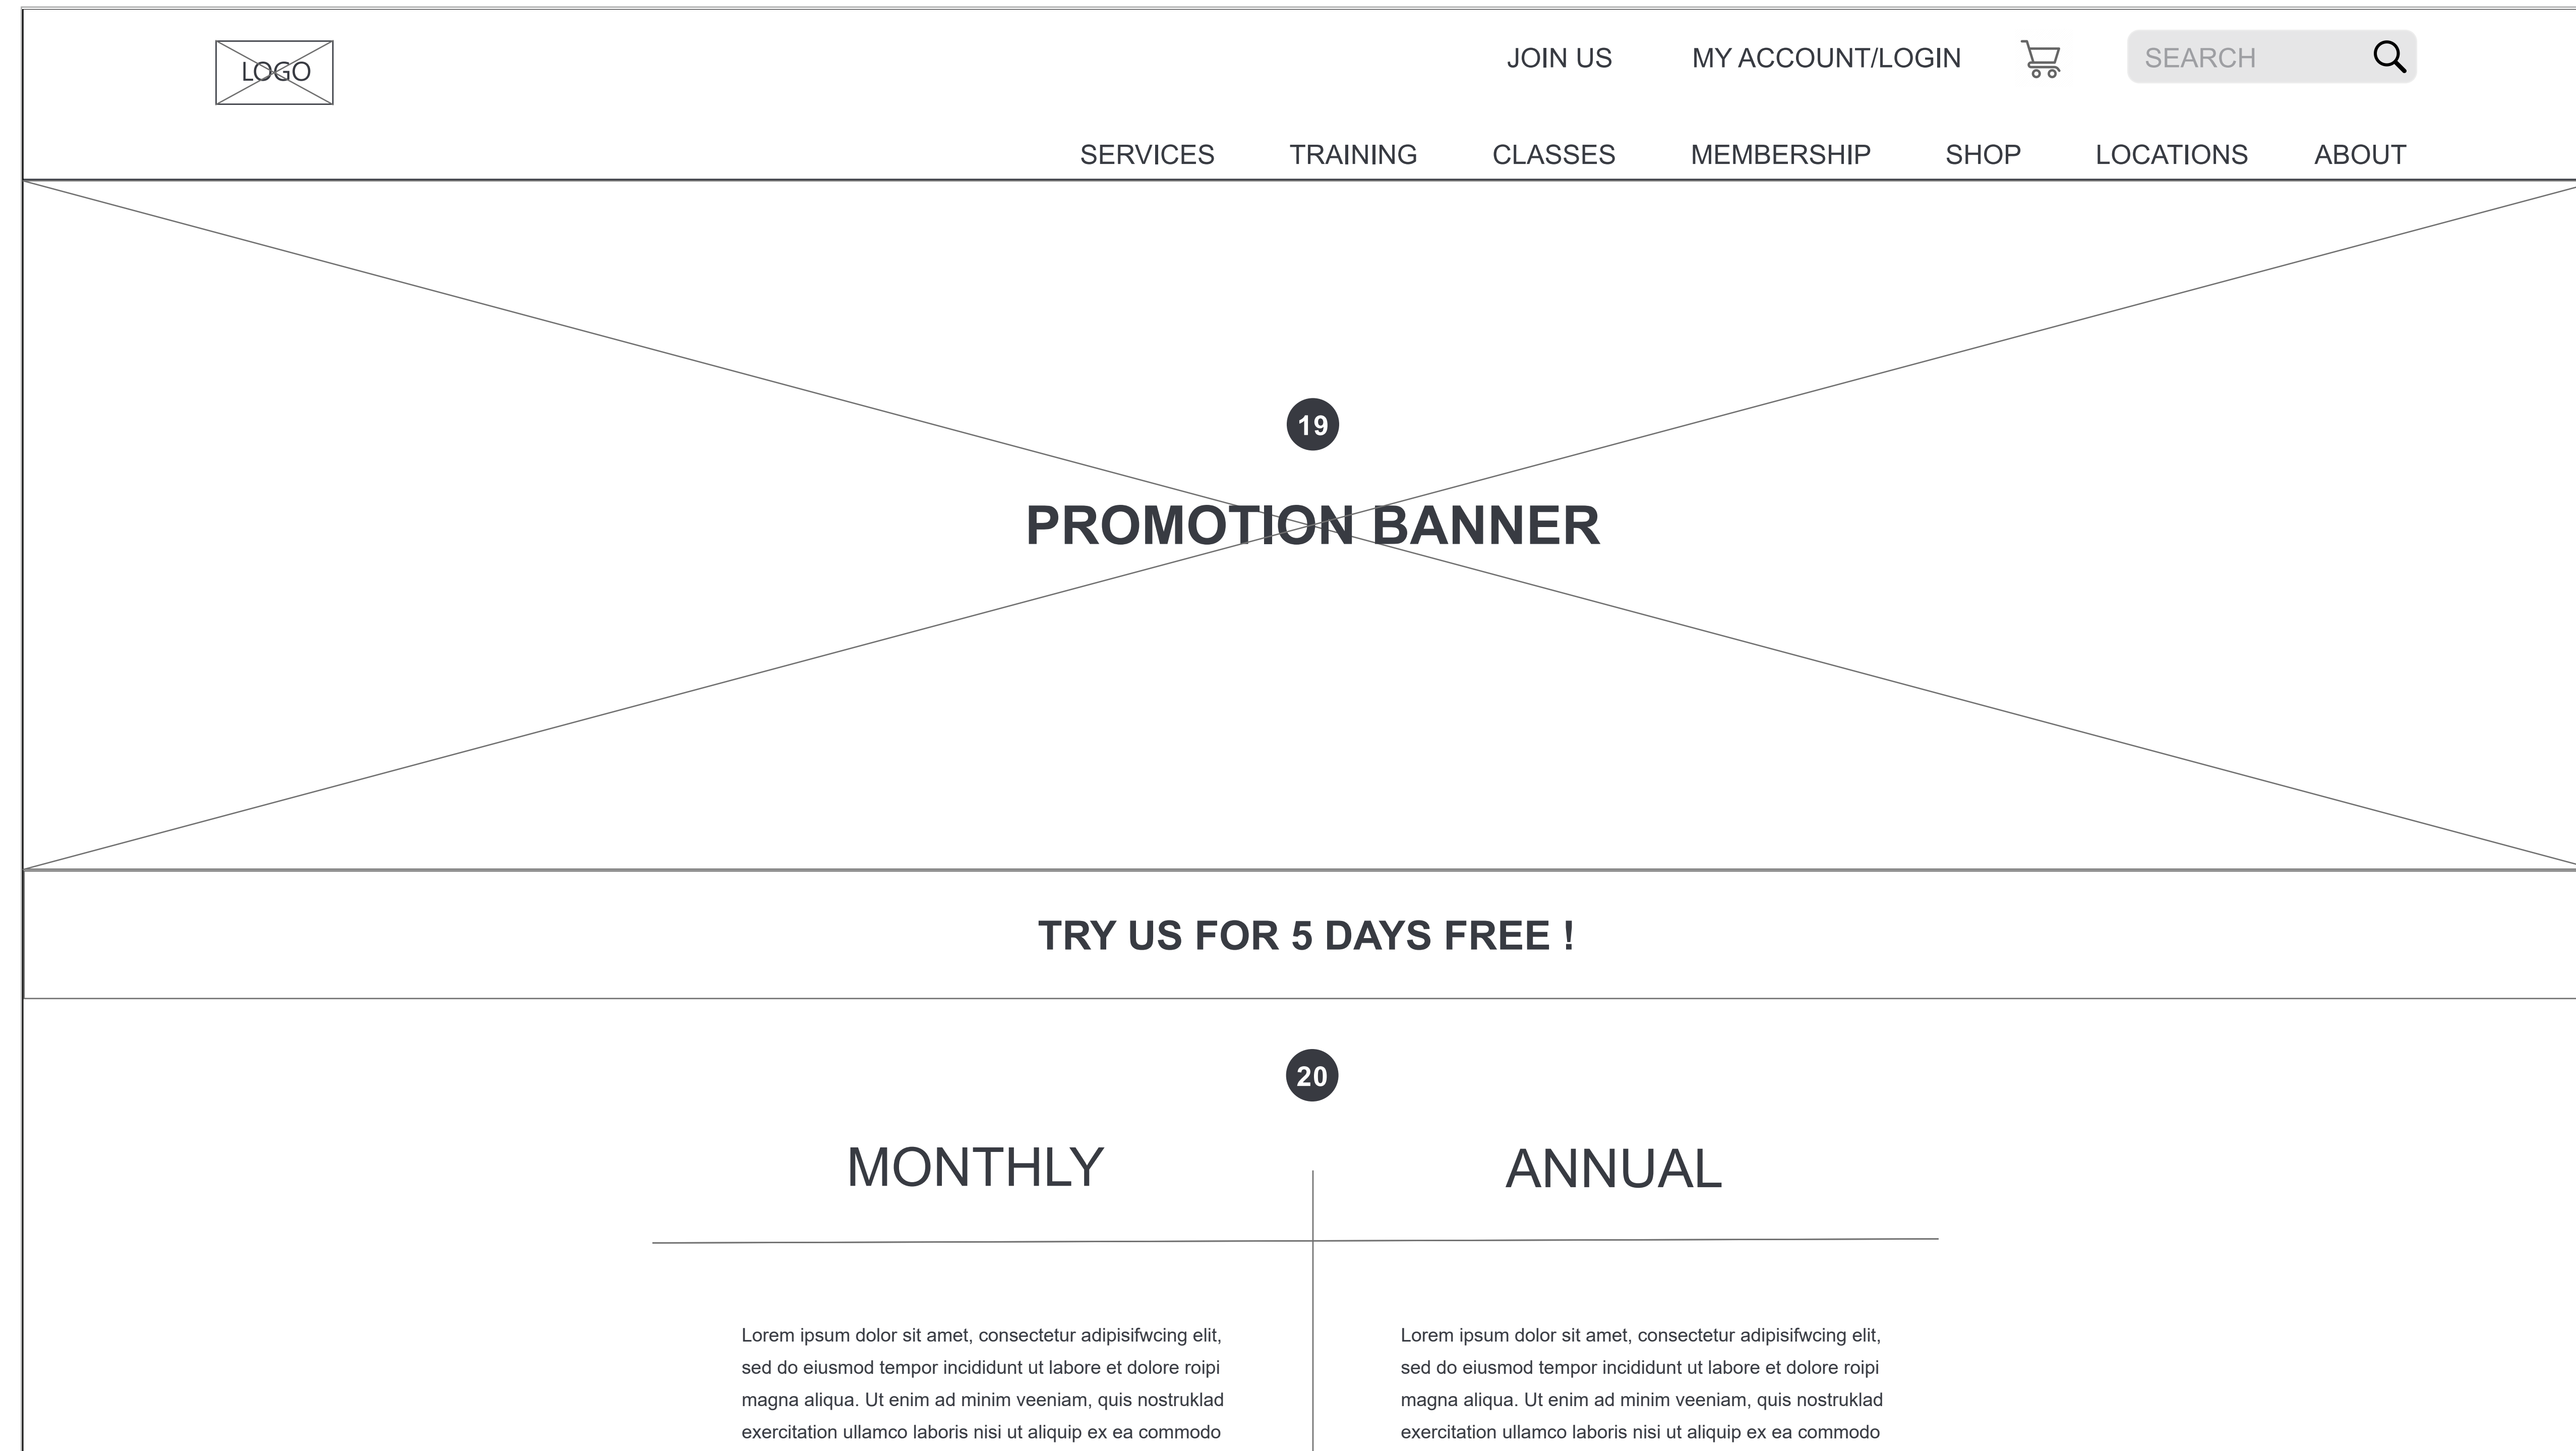 LOGO
JOIN US
MY ACCOUNT/LOGIN
SEARCH
SERVICES
TRAINING
CLASSES
MEMBERSHIP
SHOP
LOCATIONS
ABOUT
19
PROMOTION BANNER
TRY US FOR 5 DAYS FREE !
20
MONTHLY
Lorem ipsum dolor sit amet, consectetur adipisifwcing elit,
sed do eiusmod tempor incididunt ut labore et dolore roipi
magna aliqua. Ut enim ad minim veeniam, quis nostruklad
exercitation ullamco laboris nisi ut aliquip ex ea commodo
ANNUAL
Lorem ipsum dolor sit amet, consectetur adipisifwcing elit,
sed do eiusmod tempor incididunt ut labore et dolore roipi
magna aliqua. Ut enim ad minim veeniam, quis nostruklad
exercitation ullamco laboris nisi ut aliquip ex ea commodo